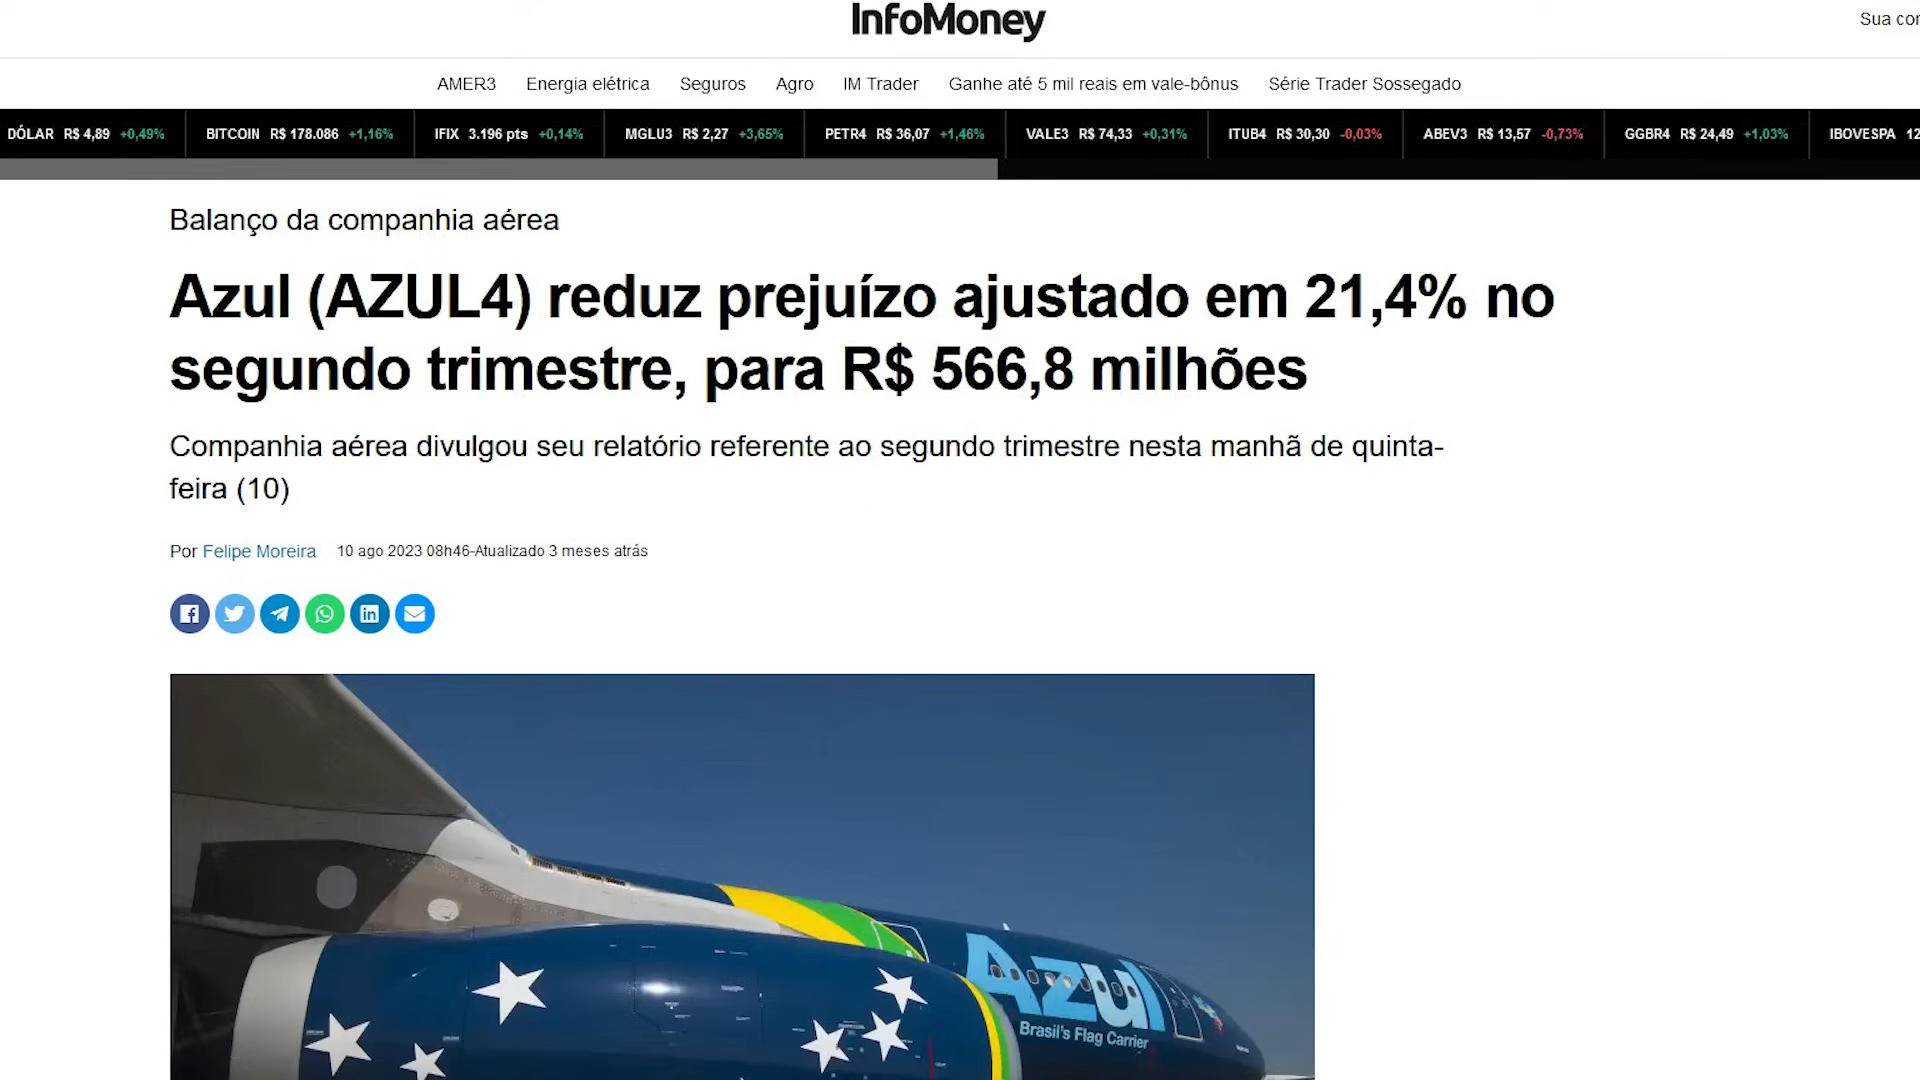 InfoMoney
Sua con
AMER3 Energia elétrica Seguros Agro IM Trader Ganhe até 5 mil reais em vale-bônus Série Trader Sossegado
DÓLAR R$ 4,89 +0,49% BITCOIN R$ 178.086 +1,16% IFIX 3.196 pts +0,14% MGLU3 R$ 2,27 +3,65% PETR4 R$ 36,07 +1,46% VALE3 R$ 74,33 +0,31% ITUB4 R$ 30,30 -0,03% ABEV3 R$ 13,57 -0,73% GGBR4 R$ 24,49 +1,03% IBOVESPA 12
Balanço da companhia aérea
Azul (AZUL4) reduz prejuízo ajustado em 21,4% no
segundo trimestre, para R$ 566,8 milhões
Companhia aérea divulgou seu relatório referente ao segundo trimestre nesta manhã de quinta-
feira (10)
Por Felipe Moreira 10 ago 2023 08h46-Atualizado 3 meses atrás
Azul
Brasil's Flag Carrier